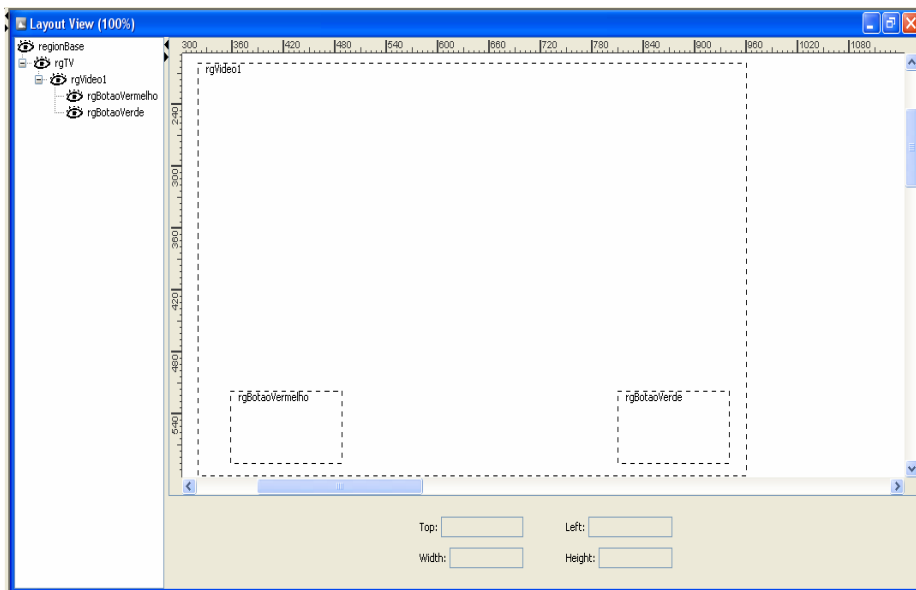 Layout View (100%)
regionBase
rgTV
rgVideo1
rgBotaoVermelho
rgBotaoVerde
300 360 420 480 540 600 660 720 780 840 900 960 1020 1080
240
300
360
420
480
540
rgVideo1
rgBotaoVermelho
rgBotaoVerde
Top: Left:
Width: Height: